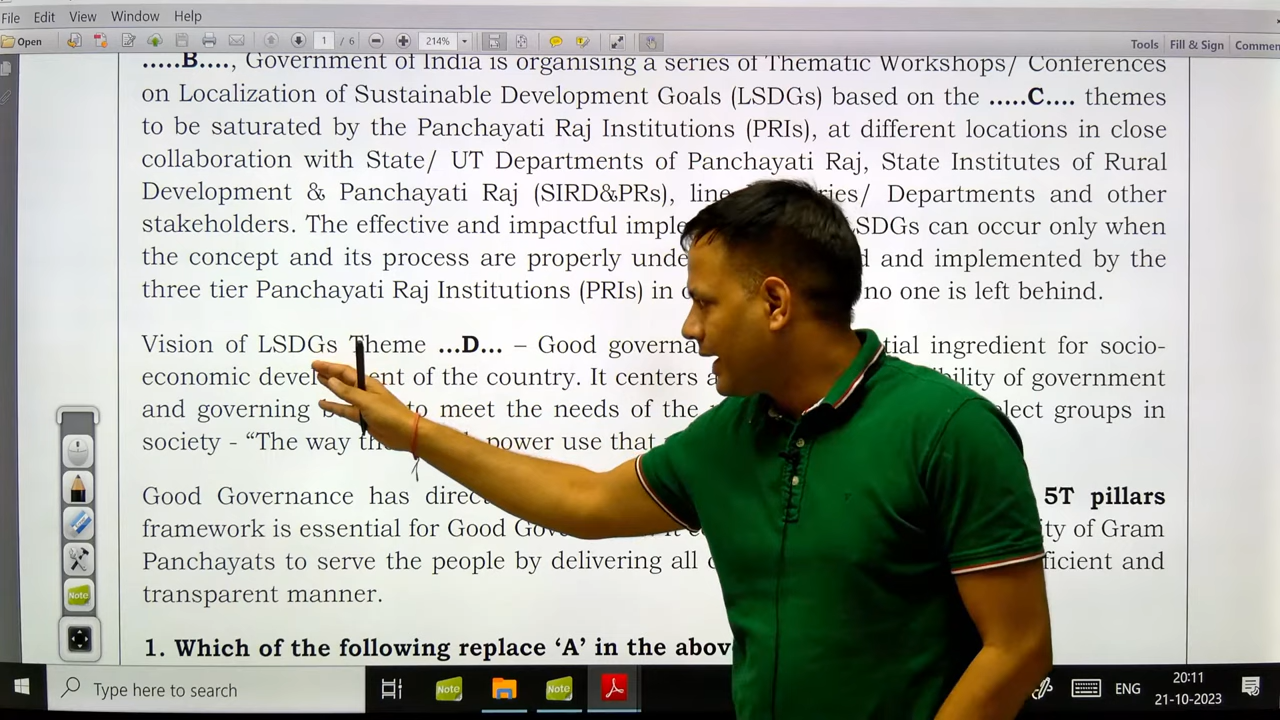 File Edit View Window Help
Open 1 / 6 214% Tools Fill & Sign Commen
.....B...., Government of India is organising a series of Thematic Workshops/ Conferences
on Localization of Sustainable Development Goals (LSDGs) based on the .....C.... themes
to be saturated by the Panchayati Raj Institutions (PRIs), at different locations in close
collaboration with State/ UT Departments of Panchayati Raj, State Institutes of Rural
Development & Panchayati Raj (SIRD&PRs), line ries/ Departments and other
stakeholders. The effective and impactful imple SDGs can occur only when
the concept and its process are properly unde d and implemented by the
three tier Panchayati Raj Institutions (PRIs) in no one is left behind.
Vision of LSDGs Theme ...D... – Good governa tial ingredient for socio-
economic deve ent of the country. It centers bility of government
and governing to meet the needs of the elect groups in
society - “The way power use that
Good Governance has direc 5T pillars
framework is essential for Good Gov ity of Gram
Panchayats to serve the people by delivering all ficient and
transparent manner.
1. Which of the following replace ‘A’ in the abov
Note
Type here to search Note Note ENG 20:11
21-10-2023